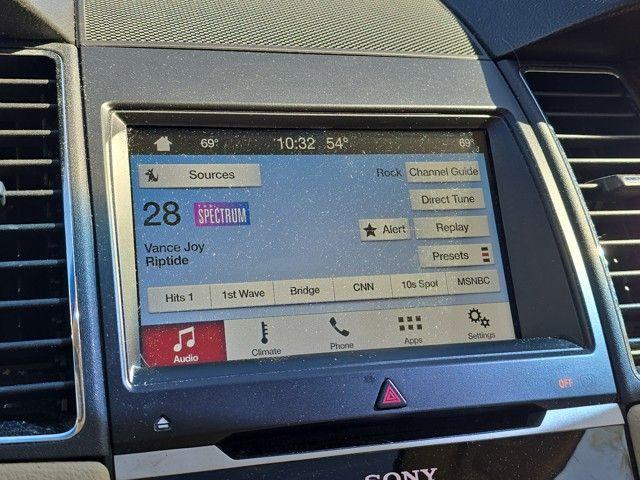 69° 10:32 54° 69°
Sources
Rock Channel Guide
Direct Tune
28 THE SPECTRUM
Alert Replay
Vance Joy
Riptide
Presets
Hits 1 1st Wave Bridge CNN 10s Spot MSNBC
Audio Climate Phone Apps Settings
OFF
SONY